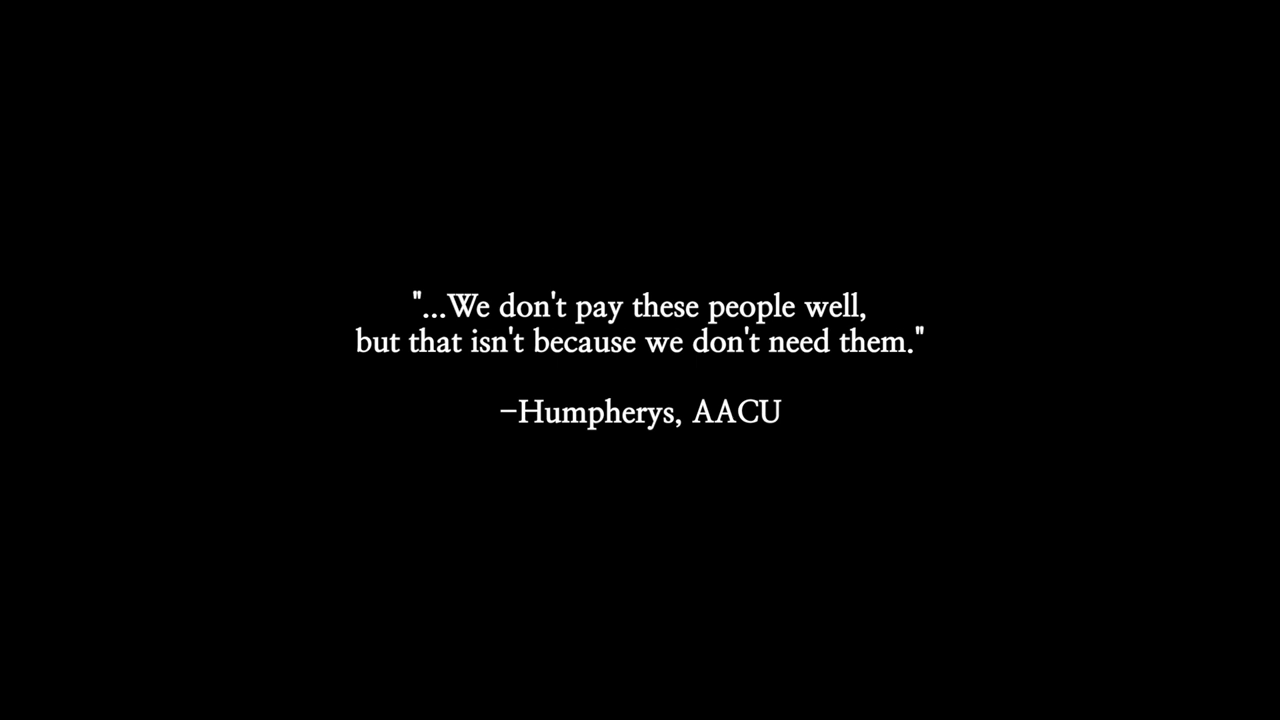 "...We don't pay these people well,
but that isn't because we don't need them."
–Humpherys, AACU